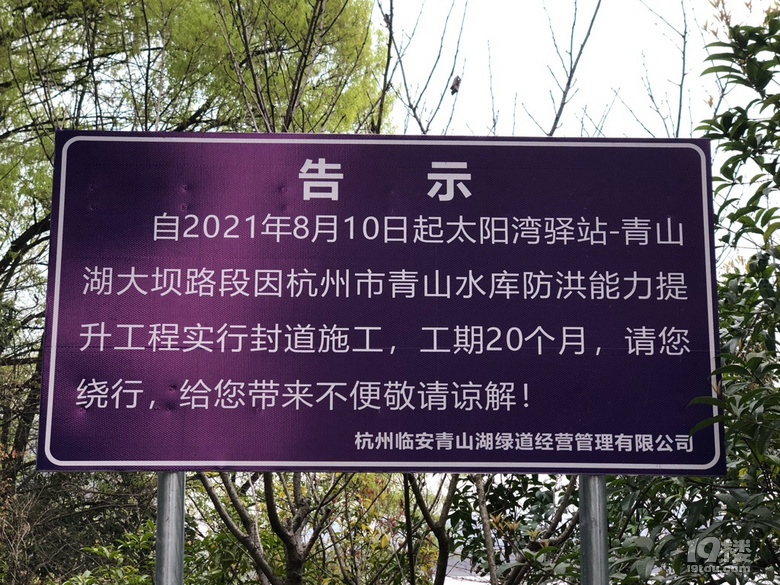 告 示
自2021年8月10日起太阳湾驿站-青山
湖大坝路段因杭州市青山水库防洪能力提
升工程实行封道施工，工期20个月，请您
绕行，给您带来不便敬请谅解！
杭州临安青山湖绿道经营管理有限公司
19楼
19lou.com